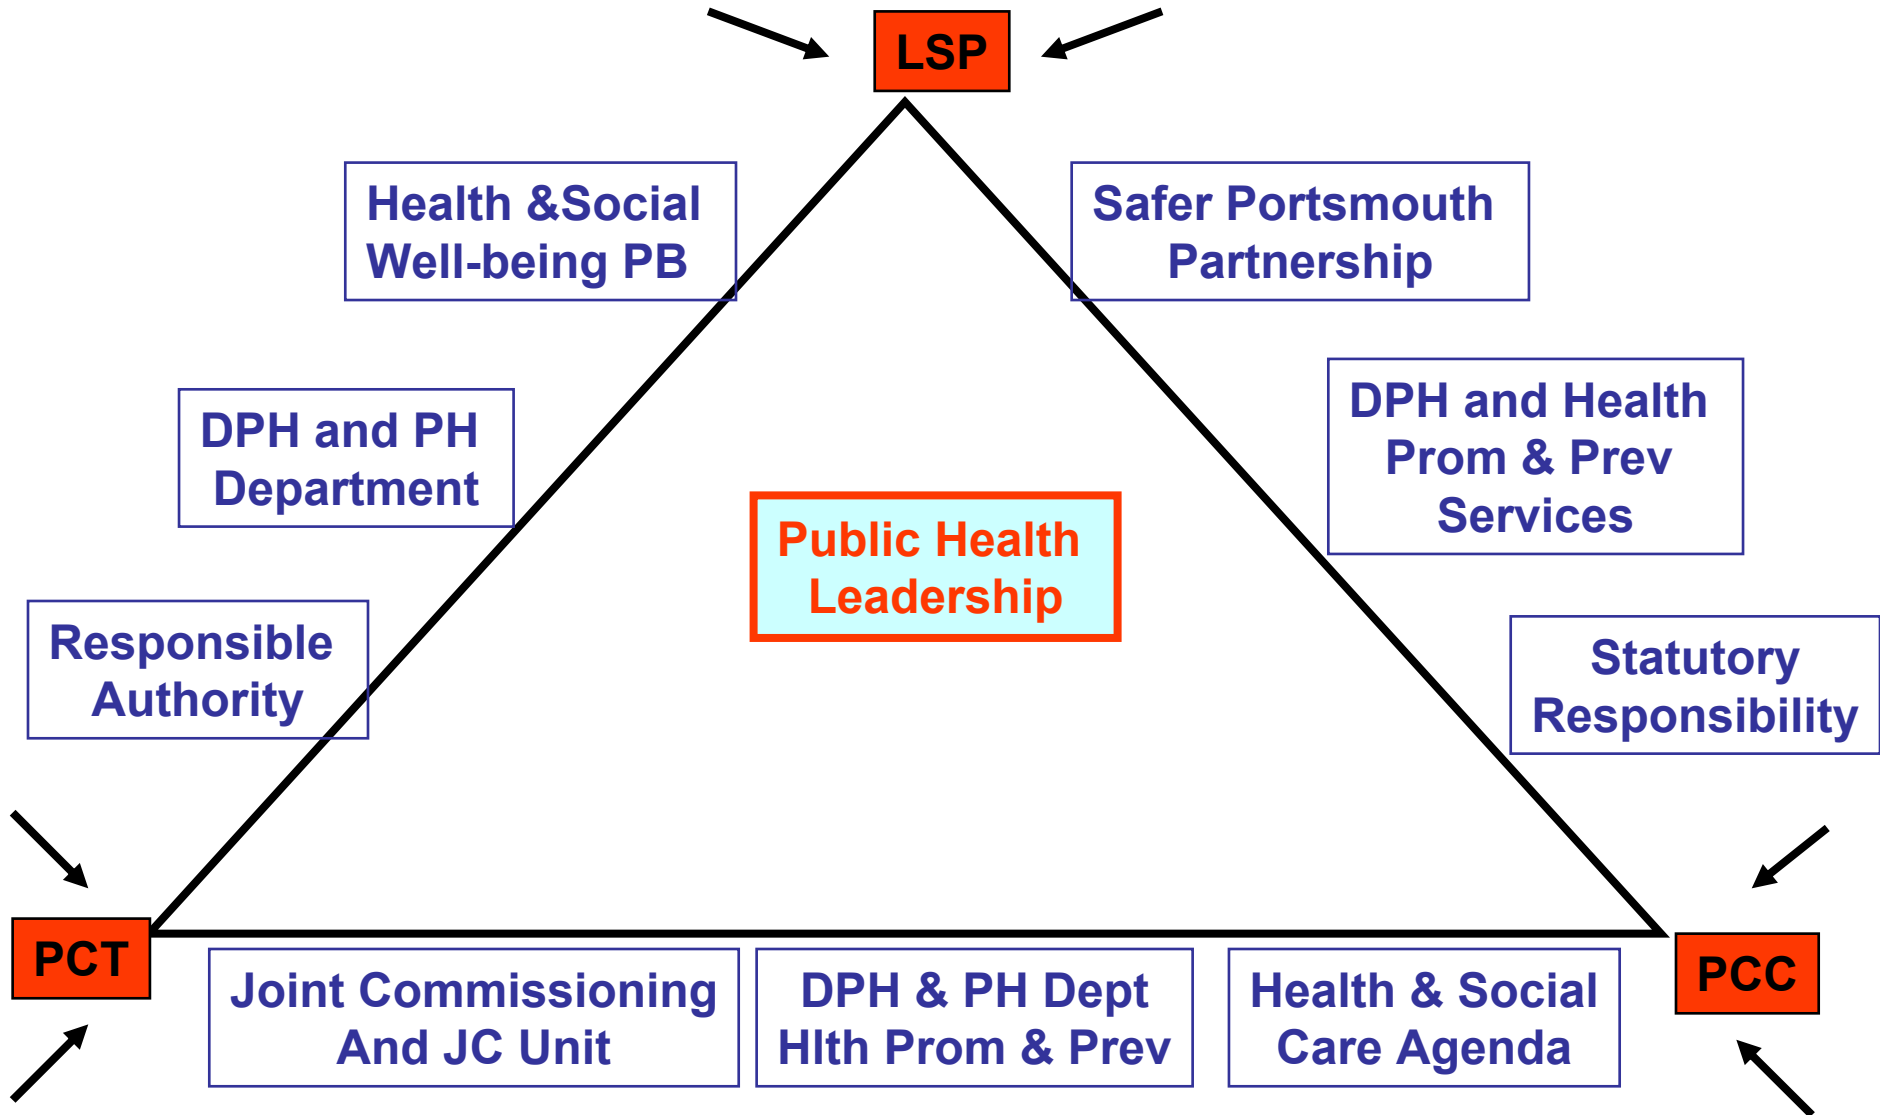 LSP
Health &Social
Well-being PB
Safer Portsmouth
Partnership
DPH and PH
Department
DPH and Health
Prom & Prev
Services
Public Health
Leadership
Responsible
Authority
Statutory
Responsibility
PCT
Joint Commissioning
And JC Unit
DPH & PH Dept
Hlth Prom & Prev
Health & Social
Care Agenda
PCC